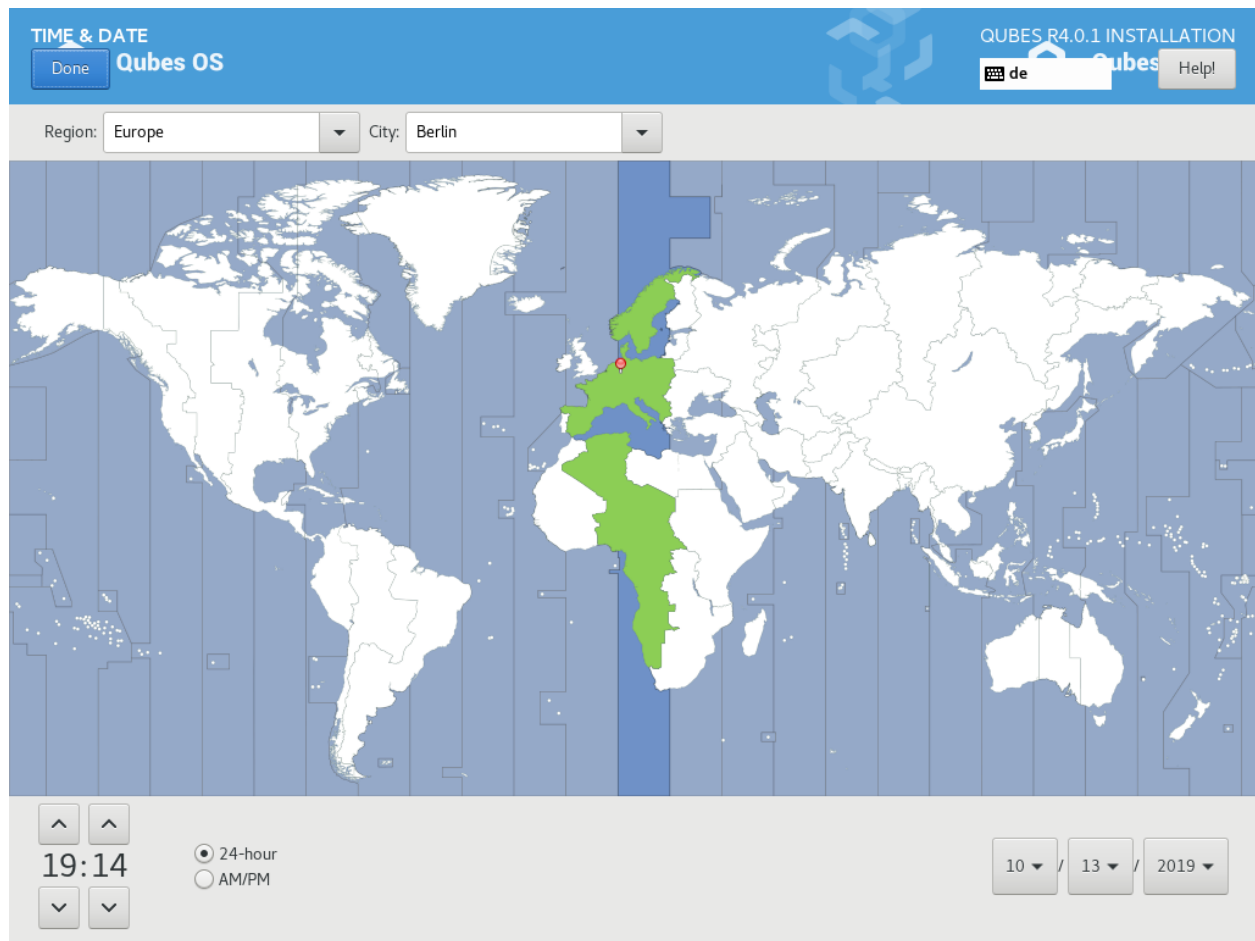 TIME & DATE
QUBES R4.0.1 INSTALLATION
Done
Qubes OS
de
Qubes
Help!
Region:
Europe
City:
Berlin
19:14
24-hour
AM/PM
10 / 13 / 2019